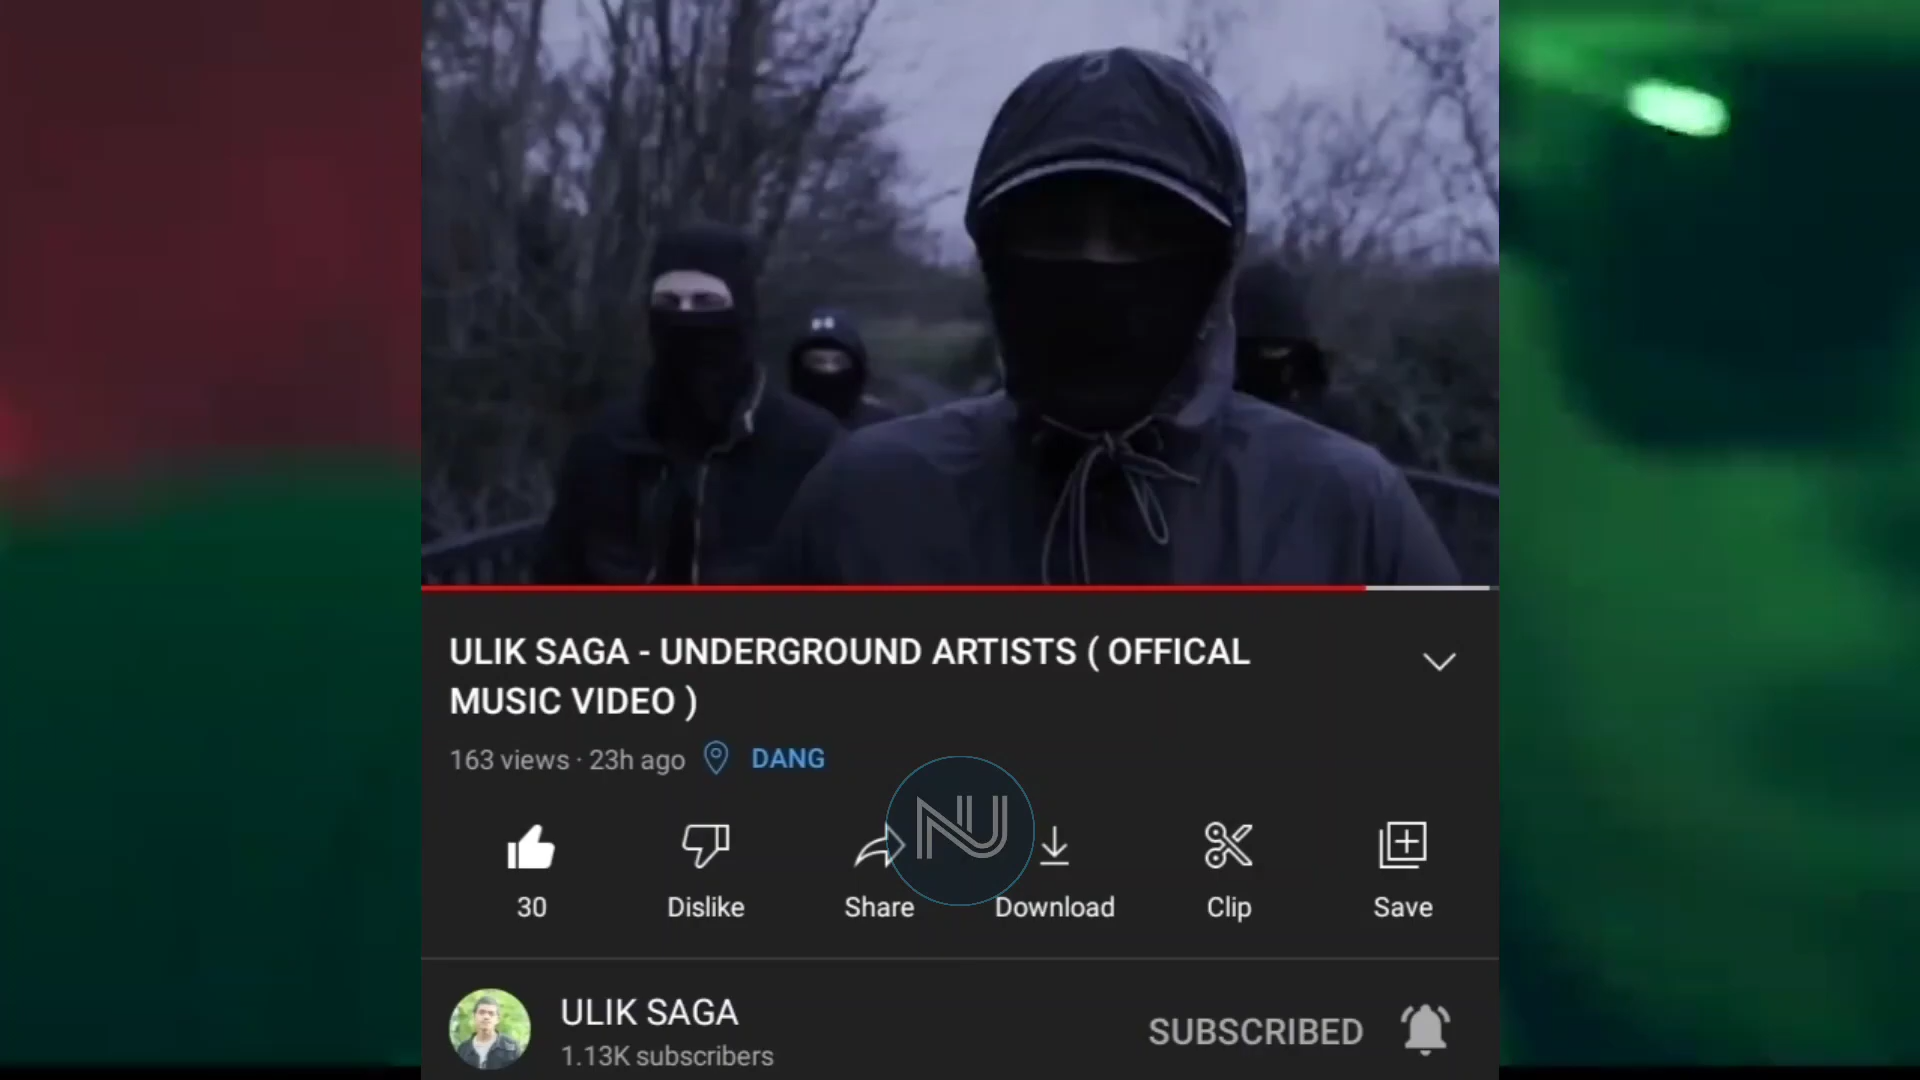 ULIK SAGA - UNDERGROUND ARTISTS ( OFFICAL
MUSIC VIDEO )
163 views · 23h ago DANG
NU
30 Dislike Share Download Clip Save
ULIK SAGA
1.13K subscribers
SUBSCRIBED